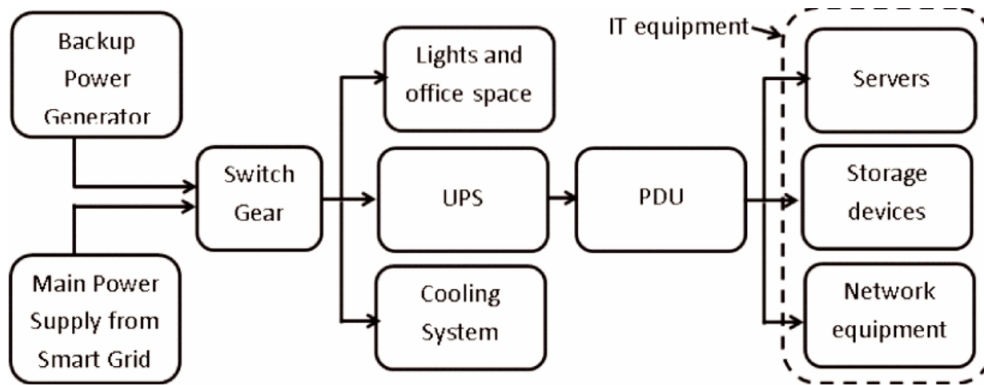 Backup
Power
Generator
Main Power
Supply from
Smart Grid
Switch
Gear
Lights and
office space
UPS
Cooling
System
PDU
IT equipment
Servers
Storage
devices
Network
equipment